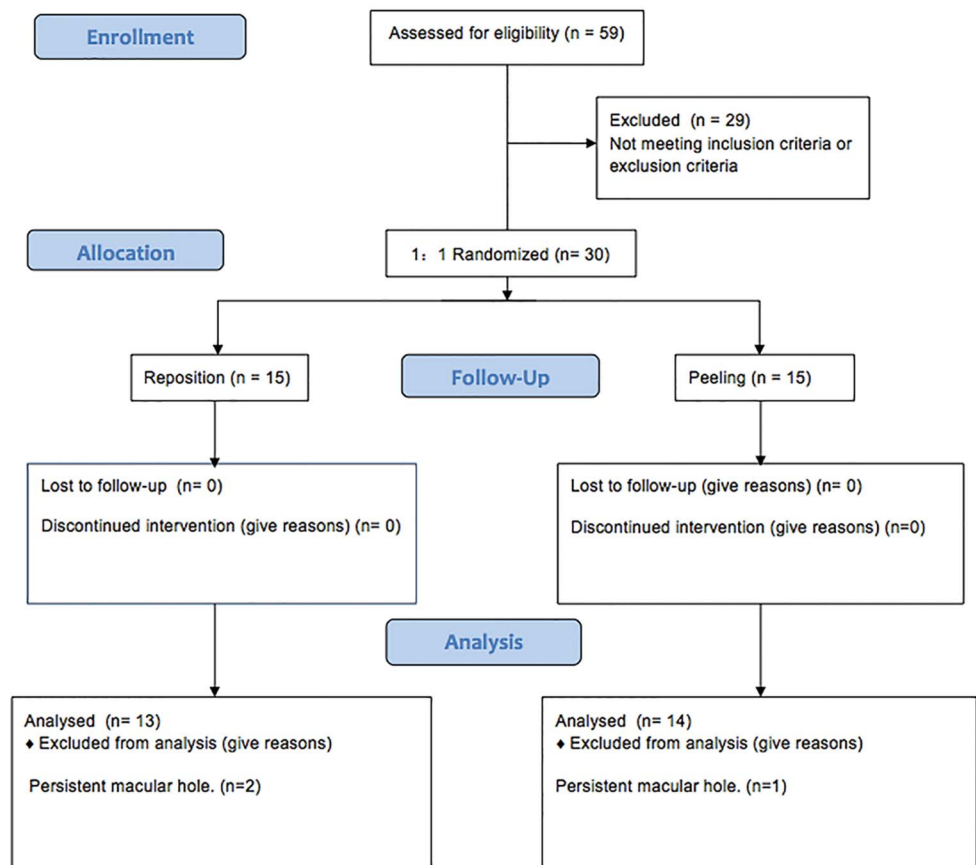 Enrollment
Assessed for eligibility (n = 59)
Excluded (n = 29)
Not meeting inclusion criteria or
exclusion criteria
Allocation
1: 1 Randomized (n= 30)
Reposition (n = 15)
Follow-Up
Peeling (n = 15)
Lost to follow-up (n= 0)
Discontinued intervention (give reasons) (n= 0)
Lost to follow-up (give reasons) (n= 0)
Discontinued intervention (give reasons) (n=0)
Analysis
Analysed (n= 13)
♦ Excluded from analysis (give reasons)
Persistent macular hole. (n=2)
Analysed (n= 14)
♦ Excluded from analysis (give reasons)
Persistent macular hole. (n=1)